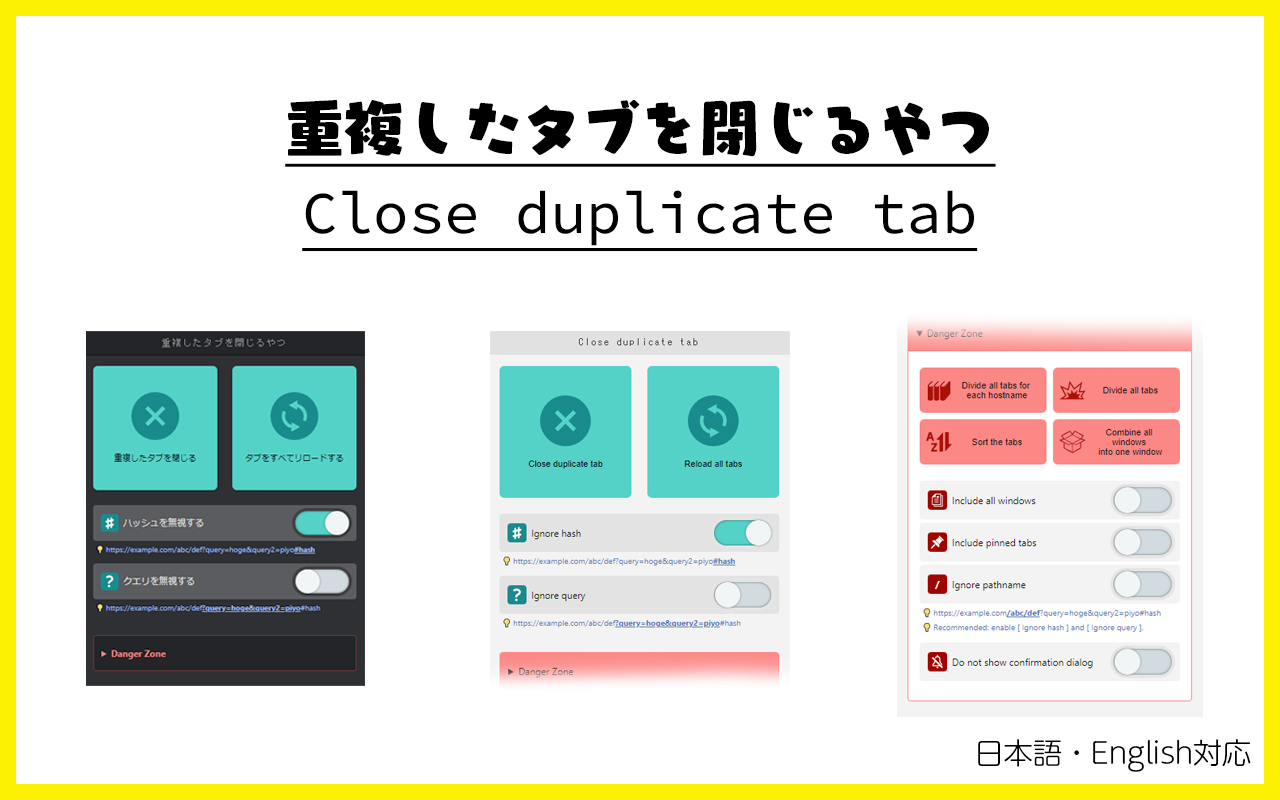 重複したタブを閉じるやつ
Close duplicate tab
重複したタブを閉じるやつ
重複したタブを閉じる
タブをすべてリロードする
ハッシュを無視する
https://example.com/abc/def?query=hoge&query2=piyo#hash
クエリを無視する
https://example.com/abc/def?query=hoge&query2=piyo#hash
▶ Danger Zone
Close duplicate tab
Close duplicate tab
Reload all tabs
Ignore hash
https://example.com/abc/def?query=hoge&query2=piyo#hash
Ignore query
https://example.com/abc/def?query=hoge&query2=piyo#hash
▶ Danger Zone
▼ Danger Zone
Divide all tabs for
each hostname
Divide all tabs
Sort the tabs
Combine all
windows
into one window
Include all windows
Include pinned tabs
Ignore pathname
https://example.com/abc/def?query=hoge&query2=piyo#hash
Recommended: enable [ Ignore hash ] and [ Ignore query ].
Do not show confirmation dialog
日本語・English対応